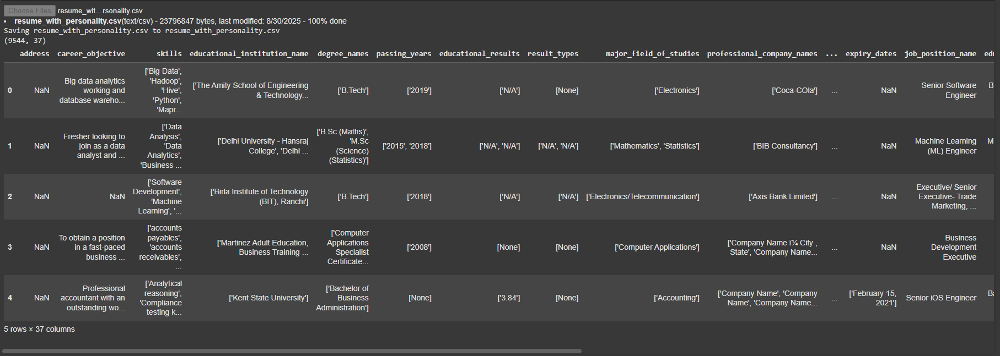 Choose Files resume_wit...rsonality.csv
• resume_with_personality.csv(text/csv) - 23796847 bytes, last modified: 8/30/2025 - 100% done
Saving resume_with_personality.csv to resume_with_personality.csv
(9544, 37)
address career_objective skills educational_institution_name degree_names passing_years educational_results result_types major_field_of_studies professional_company_names ... expiry_dates job_position_name edu
['Big Data',
'Hadoop',
'Hive',
'Python',
'Mapr...
0 NaN
Big data analytics
working and
database wareho...
['The Amity School of Engineering
& Technology...
['B.Tech'] ['2019'] ['N/A'] [None] ['Electronics'] ['Coca-COla'] ... NaN
Senior Software
Engineer
B
1 NaN
Fresher looking to
join as a data
analyst and ...
['Data
Analysis',
'Data
Analytics',
'Business ...
['Delhi University - Hansraj
College', 'Delhi ...
['B.Sc (Maths)',
'M.Sc
(Science)
(Statistics)']
['2015', '2018'] ['N/A', 'N/A'] ['N/A', 'N/A'] ['Mathematics', 'Statistics'] ['BIB Consultancy'] ... NaN
Machine Learning
(ML) Engineer
M
2 NaN NaN
['Software
Development',
'Machine
Learning', '...
['Birla Institute of Technology
(BIT), Ranchi']
['B.Tech'] ['2018'] ['N/A'] ['N/A'] ['Electronics/Telecommunication'] ['Axis Bank Limited'] ... NaN
Executive/ Senior
Executive- Trade
Marketing, ...
3 NaN
To obtain a position
in a fast-paced
business ...
['accounts
payables',
'accounts
receivables',
...
['Martinez Adult Education,
Business Training ...
['Computer
Applications
Specialist
Certificate...
['2008'] [None] [None] ['Computer Applications']
['Company Name ï¼ City ,
State', 'Company Name...
... NaN
Business
Development
Executive
4 NaN
Professional
accountant with an
outstanding wo...
['Analytical
reasoning',
'Compliance
testing k...
['Kent State University']
['Bachelor of
Business
Administration']
[None] ['3.84'] [None] ['Accounting']
['Company Name', 'Company
Name', 'Company Name...
...
['February 15,
2021']
Senior iOS Engineer
Ba
5 rows × 37 columns